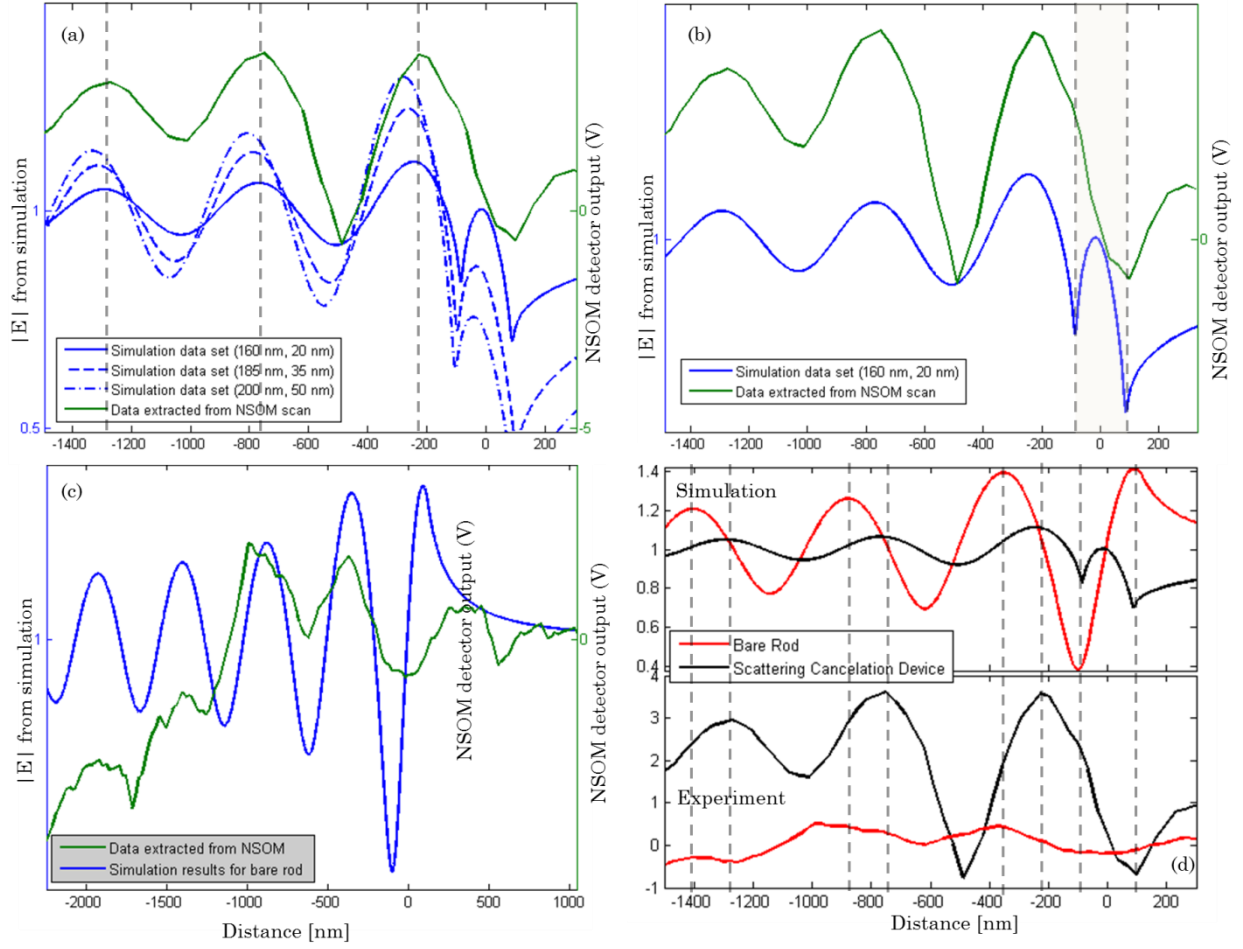 (a)
|E| from simulation
1
0.5
NSOM detector output (V)
0
-5
Simulation data set (160 nm, 20 nm)
Simulation data set (185 nm, 35 nm)
Simulation data set (200 nm, 50 nm)
Data extracted from NSOM scan
-1400 -1200 -1000 -800 -600 -400 -200 0 200
(b)
|E| from simulation
1
NSOM detector output (V)
0
Simulation data set (160 nm, 20 nm)
Data extracted from NSOM scan
-1400 -1200 -1000 -800 -600 -400 -200 0 200
(c)
|E| from simulation
1
NSOM detector output (V)
NSOM detector output (V)
0
Data extracted from NSOM
Simulation results for bare rod
-2000 -1500 -1000 -500 0 500 1000
Distance [nm]
Simulation
1.4
1.2
1
0.8
0.6
0.4
Bare Rod
Scattering Cancelation Device
4
3
2
1
0
-1
Experiment
(d)
-1400 -1200 -1000 -800 -600 -400 -200 0 200
Distance [nm]